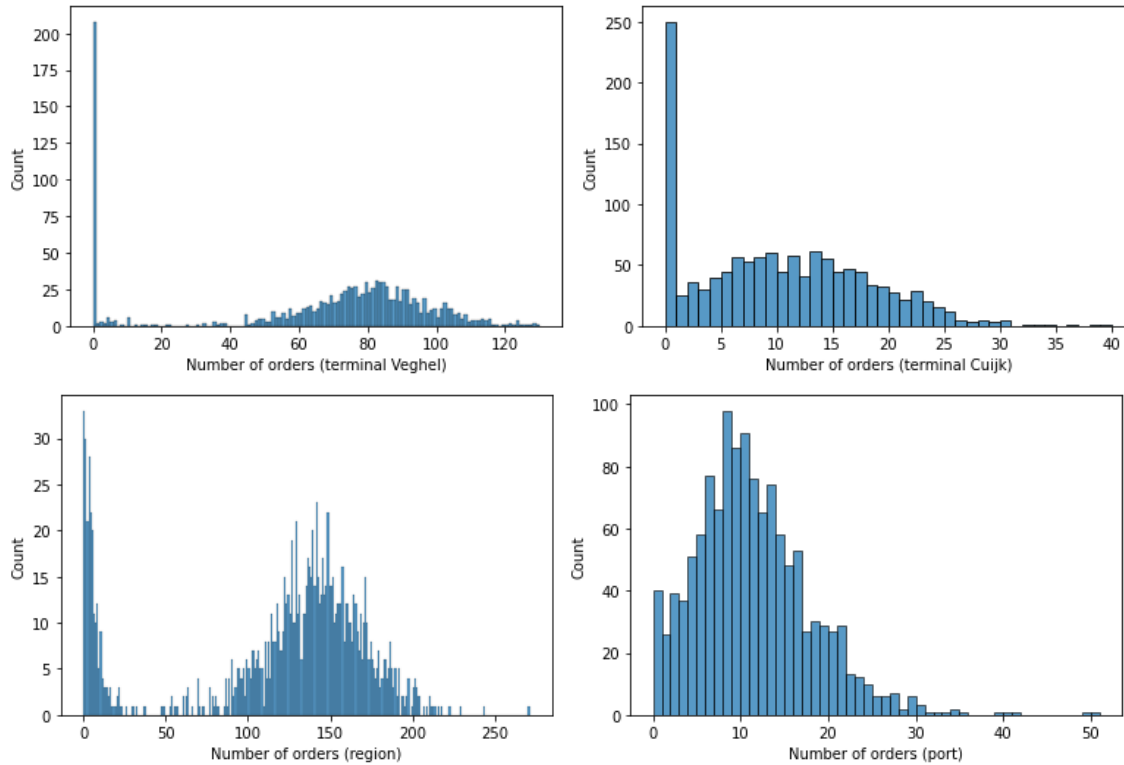 200
175
150
125
100
75
50
25
0
Count
0 20 40 60 80 100 120
Number of orders (terminal Veghel)
250
200
150
100
50
0
Count
0 5 10 15 20 25 30 35 40
Number of orders (terminal Cuijk)
30
25
20
15
10
5
0
Count
0 50 100 150 200 250
Number of orders (region)
100
80
60
40
20
0
Count
0 10 20 30 40 50
Number of orders (port)